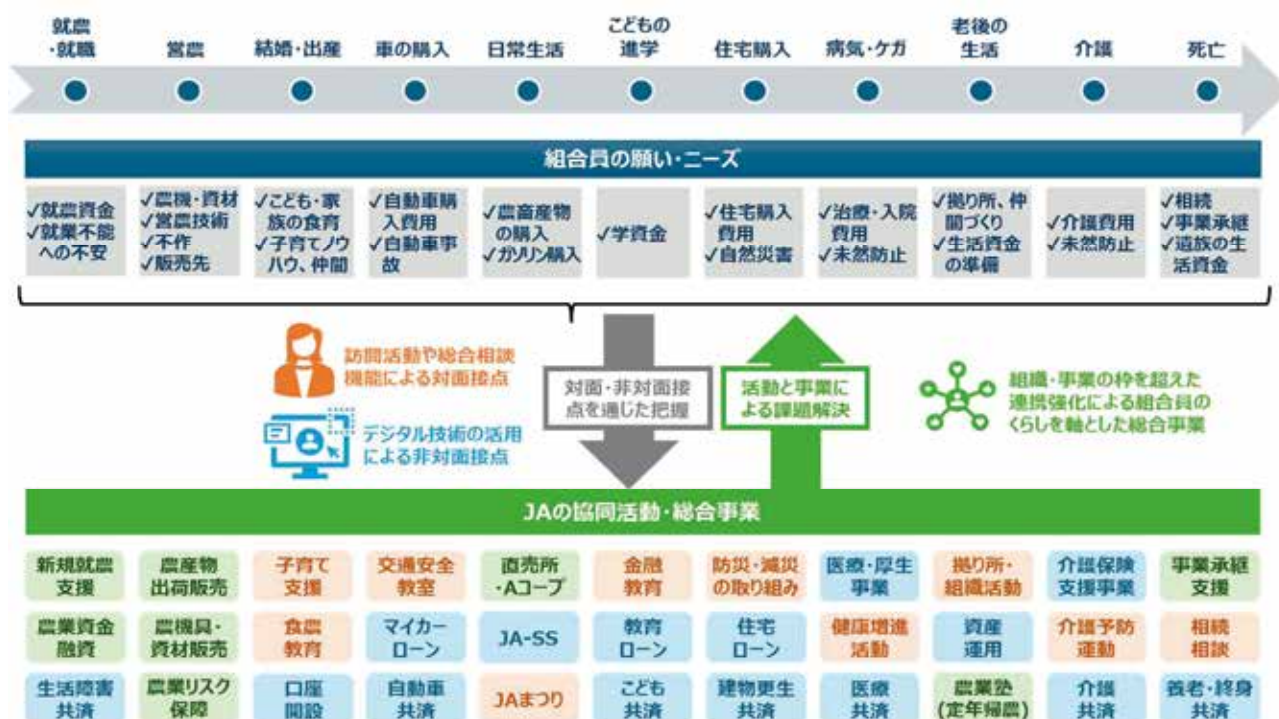 就農
・就職
営農
結婚・出産
車の購入
日常生活
こどもの
進学
住宅購入
病気・ケガ
老後の
生活
介護
死亡
組合員の願い・ニーズ
✓就農資金
✓就業不能
への不安
✓農機・資材
✓営農技術
✓不作
✓販売先
✓こども・家
族の食育
✓子育てノウ
ハウ、仲間
✓自動車購
入費用
✓自動車事
故
✓農畜産物
の購入
✓ガソリン購入
✓学資金
✓住宅購入
費用
✓自然災害
✓治療・入院
費用
✓未然防止
✓拠り所、仲
間づくり
✓生活資金
の準備
✓介護費用
✓未然防止
✓相続
✓事業承継
✓遺族の生
活資金
訪問活動や総合相談
機能による対面接点
デジタル技術の活用
による非対面接点
対面・非対面接
点を通じた把握
活動と事業に
よる課題解決
組織・事業の枠を超えた
連携強化による組合員の
くらしを軸とした総合事業
JAの協同活動・総合事業
新規就農
支援
農産物
出荷販売
子育て
支援
交通安全
教室
直売所
・Aコープ
金融
教育
防災・減災
の取り組み
医療・厚生
事業
拠り所・
組織活動
介護保険
支援事業
事業承継
支援
農業資金
融資
農機具・
資材販売
食農
教育
マイカー
ローン
JA-SS
教育
ローン
住宅
ローン
健康増進
活動
資産
運用
介護予防
運動
相続
相談
生活障害
共済
農業リスク
保障
口座
開設
自動車
共済
JAまつり
こども
共済
建物更生
共済
医療
共済
農業塾
(定年帰農)
介護
共済
養老・終身
共済